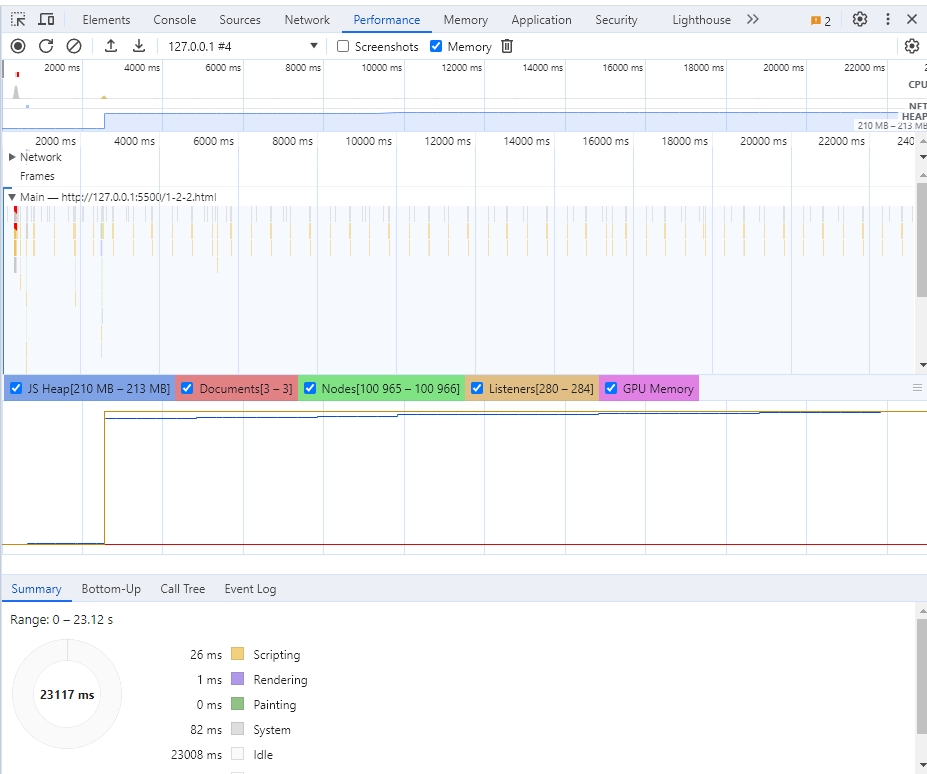 Elements Console Sources Network Performance Memory Application Security Lighthouse 2
127.0.0.1 #4 Screenshots Memory
2000 ms 4000 ms 6000 ms 8000 ms 10000 ms 12000 ms 14000 ms 16000 ms 18000 ms 20000 ms 22000 ms
CPU
NET
HEAP
210 MB – 213 MB
2000 ms 4000 ms 6000 ms 8000 ms 10000 ms 12000 ms 14000 ms 16000 ms 18000 ms 20000 ms 22000 ms 240
Network
Frames
Main — http://127.0.0.1:5500/1-2-2.html
JS Heap[210 MB – 213 MB] Documents[3 – 3] Nodes[100 965 – 100 966] Listeners[280 – 284] GPU Memory
Summary Bottom-Up Call Tree Event Log
Range: 0 – 23.12 s
23117 ms
26 ms Scripting
1 ms Rendering
0 ms Painting
82 ms System
23008 ms Idle